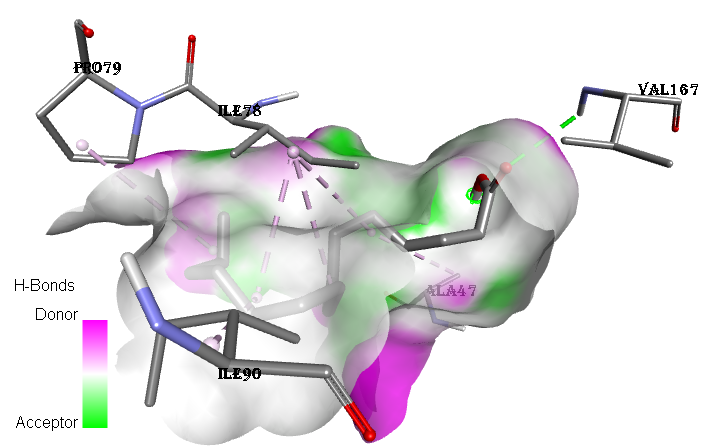 PRO79
VAL167
ILE78
H-Bonds
Donor
ALA47
ILE90
Acceptor